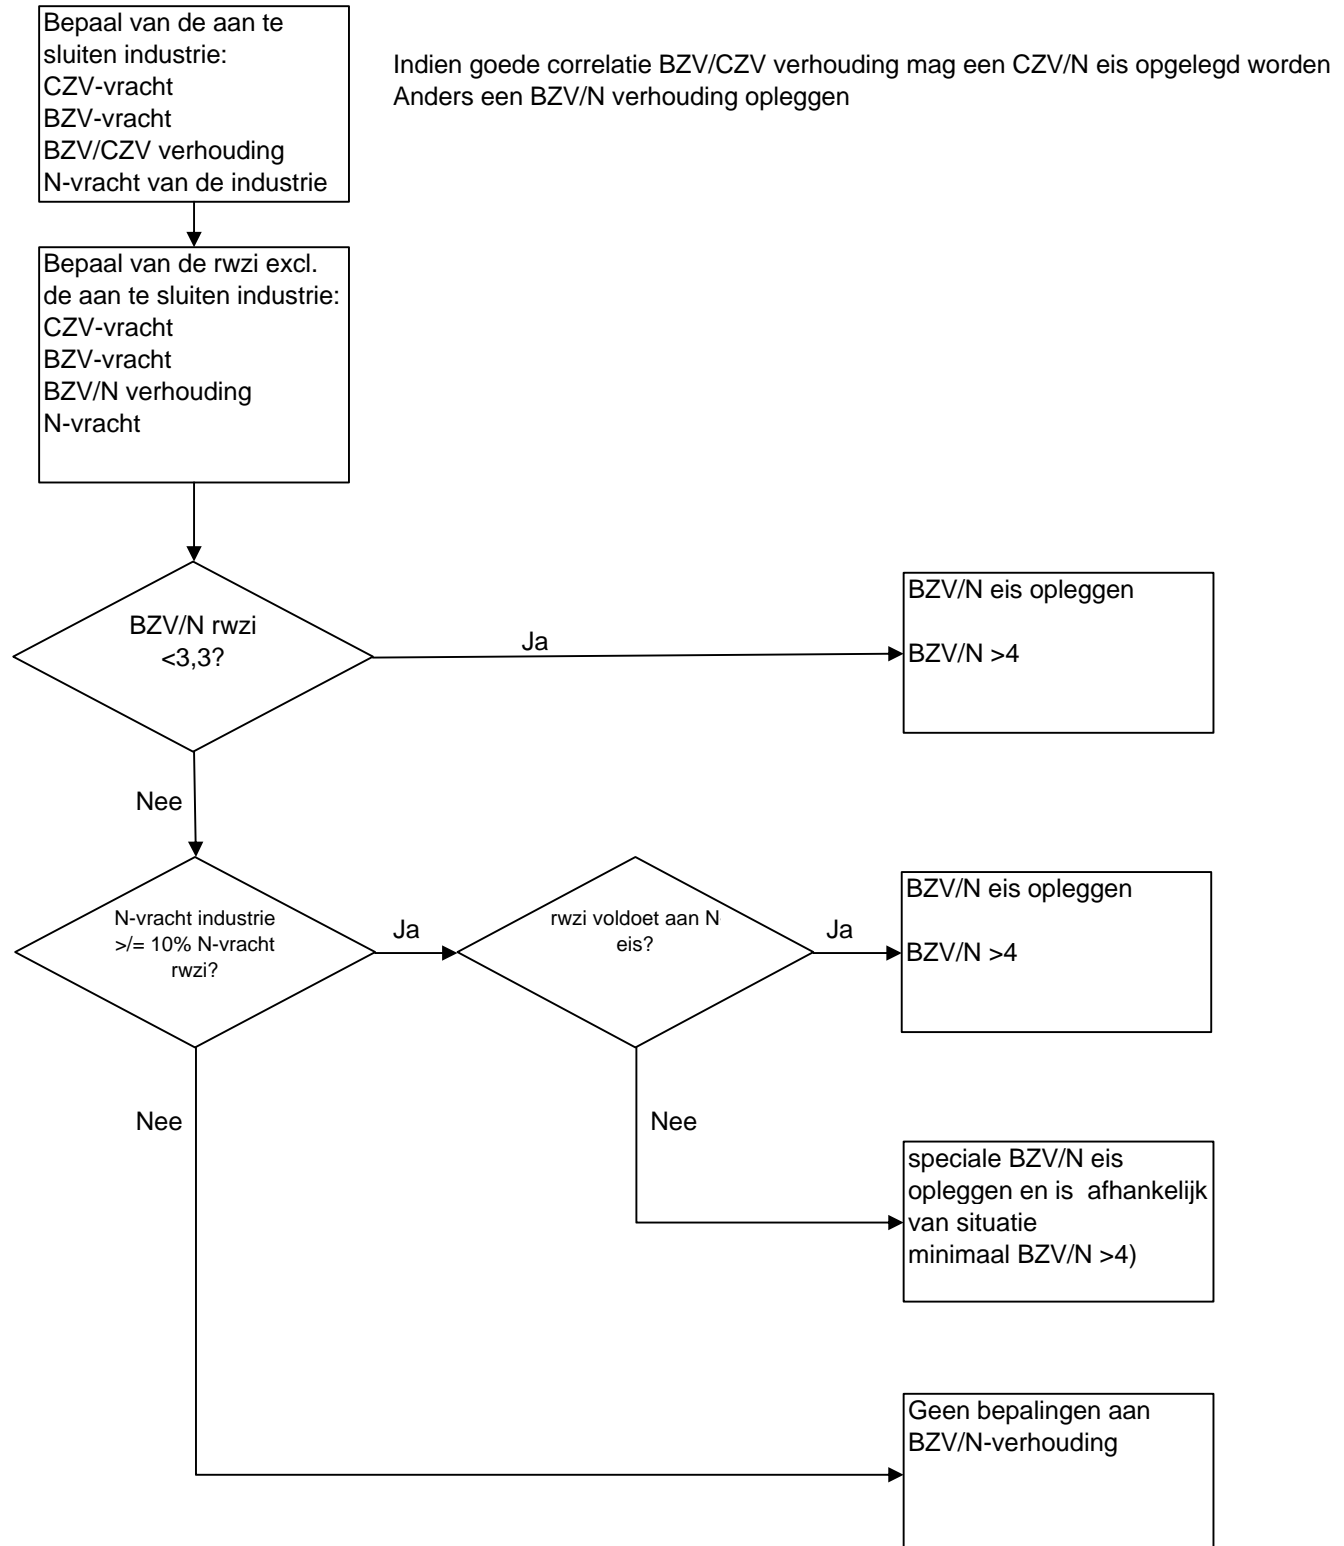 Bepaal van de aan te
sluiten industrie:
CZV-vracht
BZV-vracht
BZV/CZV verhouding
N-vracht van de industrie
Indien goede correlatie BZV/CZV verhouding mag een CZV/N eis opgelegd worden
Anders een BZV/N verhouding opleggen
Bepaal van de rwzi excl.
de aan te sluiten industrie:
CZV-vracht
BZV-vracht
BZV/N verhouding
N-vracht
BZV/N rwzi
<3,3?
Ja
BZV/N eis opleggen
BZV/N >4
Nee
N-vracht industrie
>/= 10% N-vracht
rwzi?
Ja
rwzi voldoet aan N
eis?
Ja
BZV/N eis opleggen
BZV/N >4
Nee
Nee
speciale BZV/N eis
opleggen en is  afhankelijk
van situatie
minimaal BZV/N >4)
Geen bepalingen aan
BZV/N-verhouding